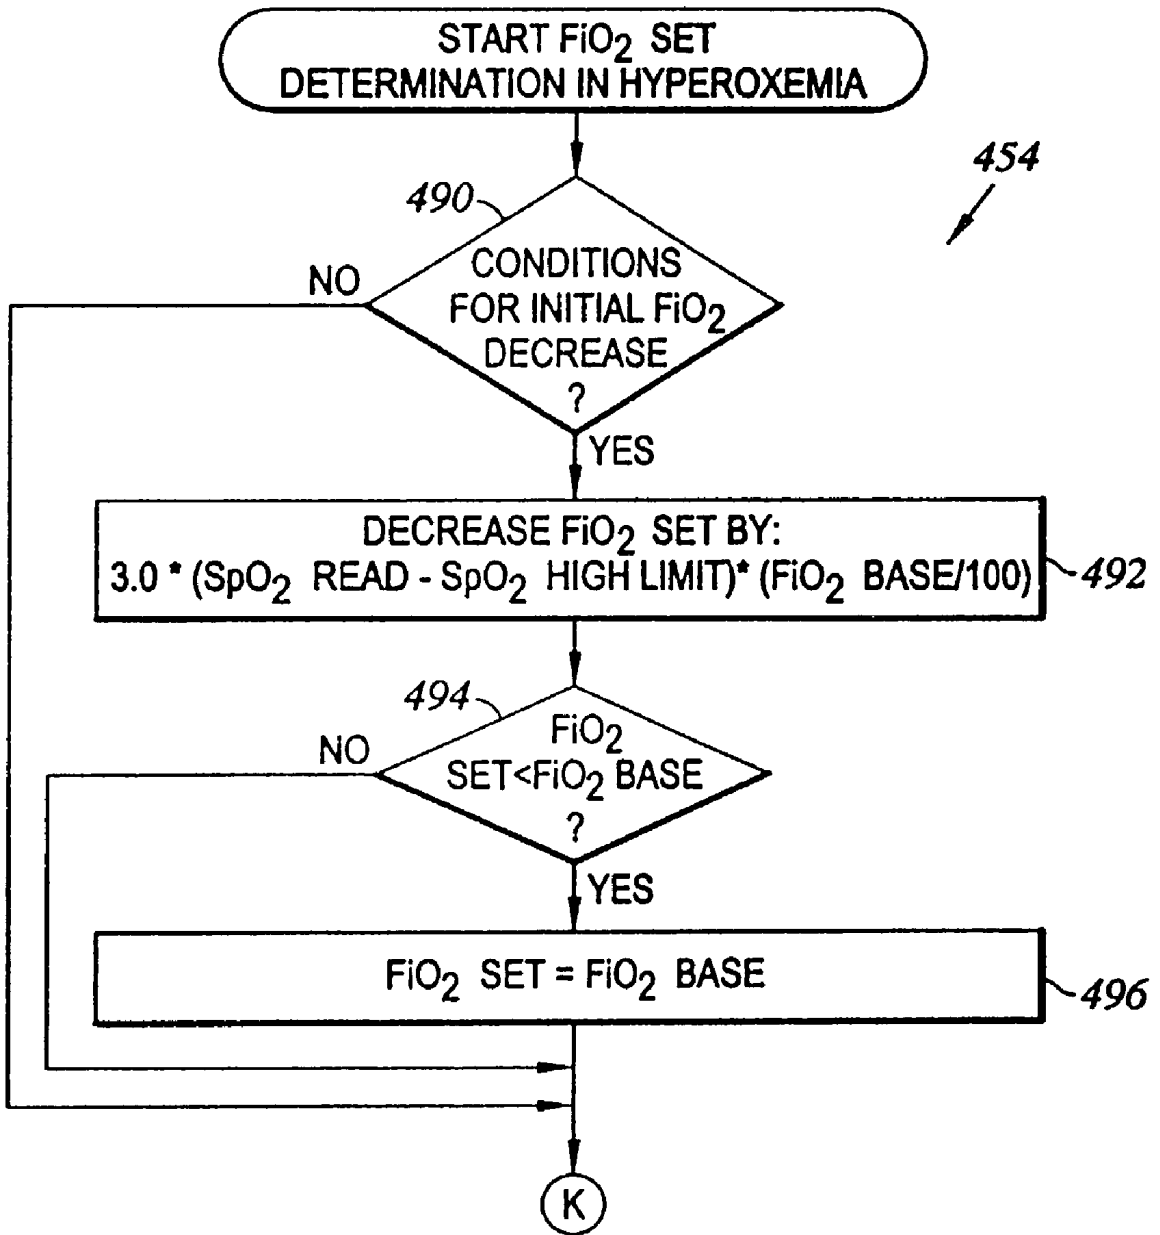 START FiO2 SET
DETERMINATION IN HYPEROXEMIA
454
490
NO
CONDITIONS
FOR INITIAL FiO2
DECREASE
?
YES
DECREASE FiO2 SET BY:
3.0 * (SpO2 READ - SpO2 HIGH LIMIT)* (FiO2 BASE/100)
492
494
NO
FiO2
SET<FiO2 BASE
?
YES
FiO2 SET = FiO2 BASE
496
K